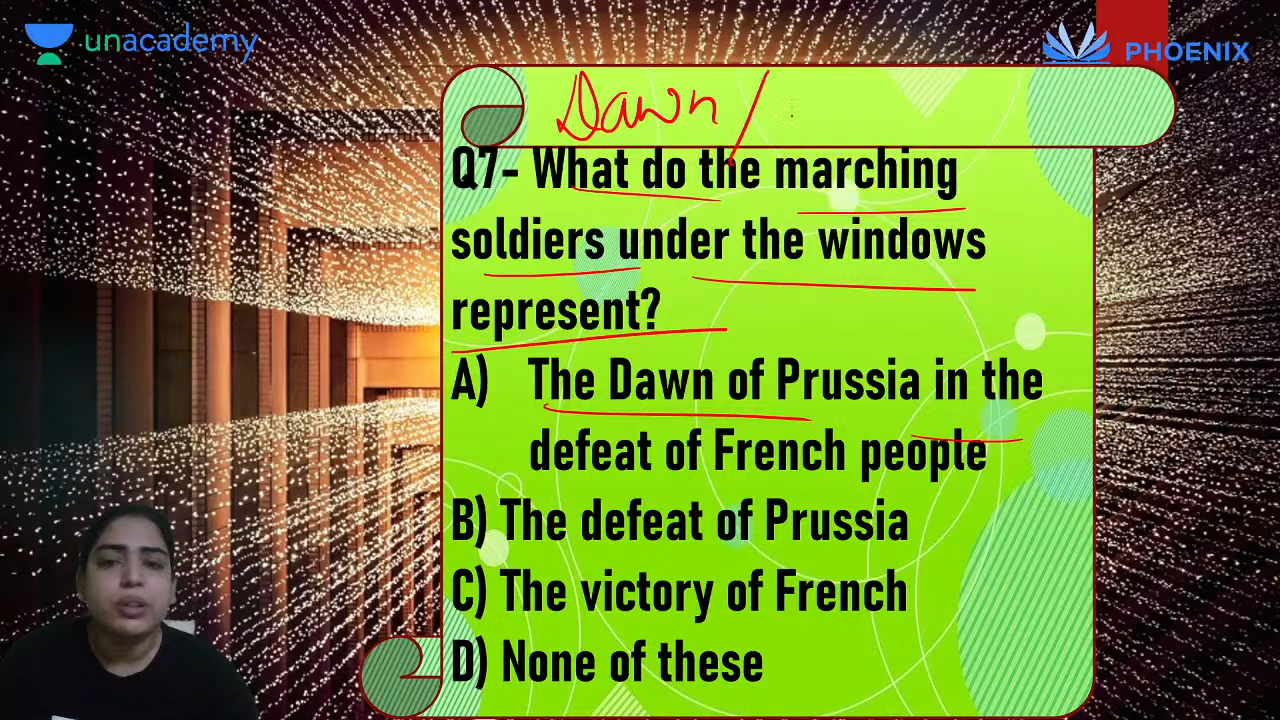 unacademy
PHOENIX
Dawn /
Q7- What do the marching
soldiers under the windows
represent?
A) The Dawn of Prussia in the
defeat of French people
B) The defeat of Prussia
C) The victory of French
D) None of these